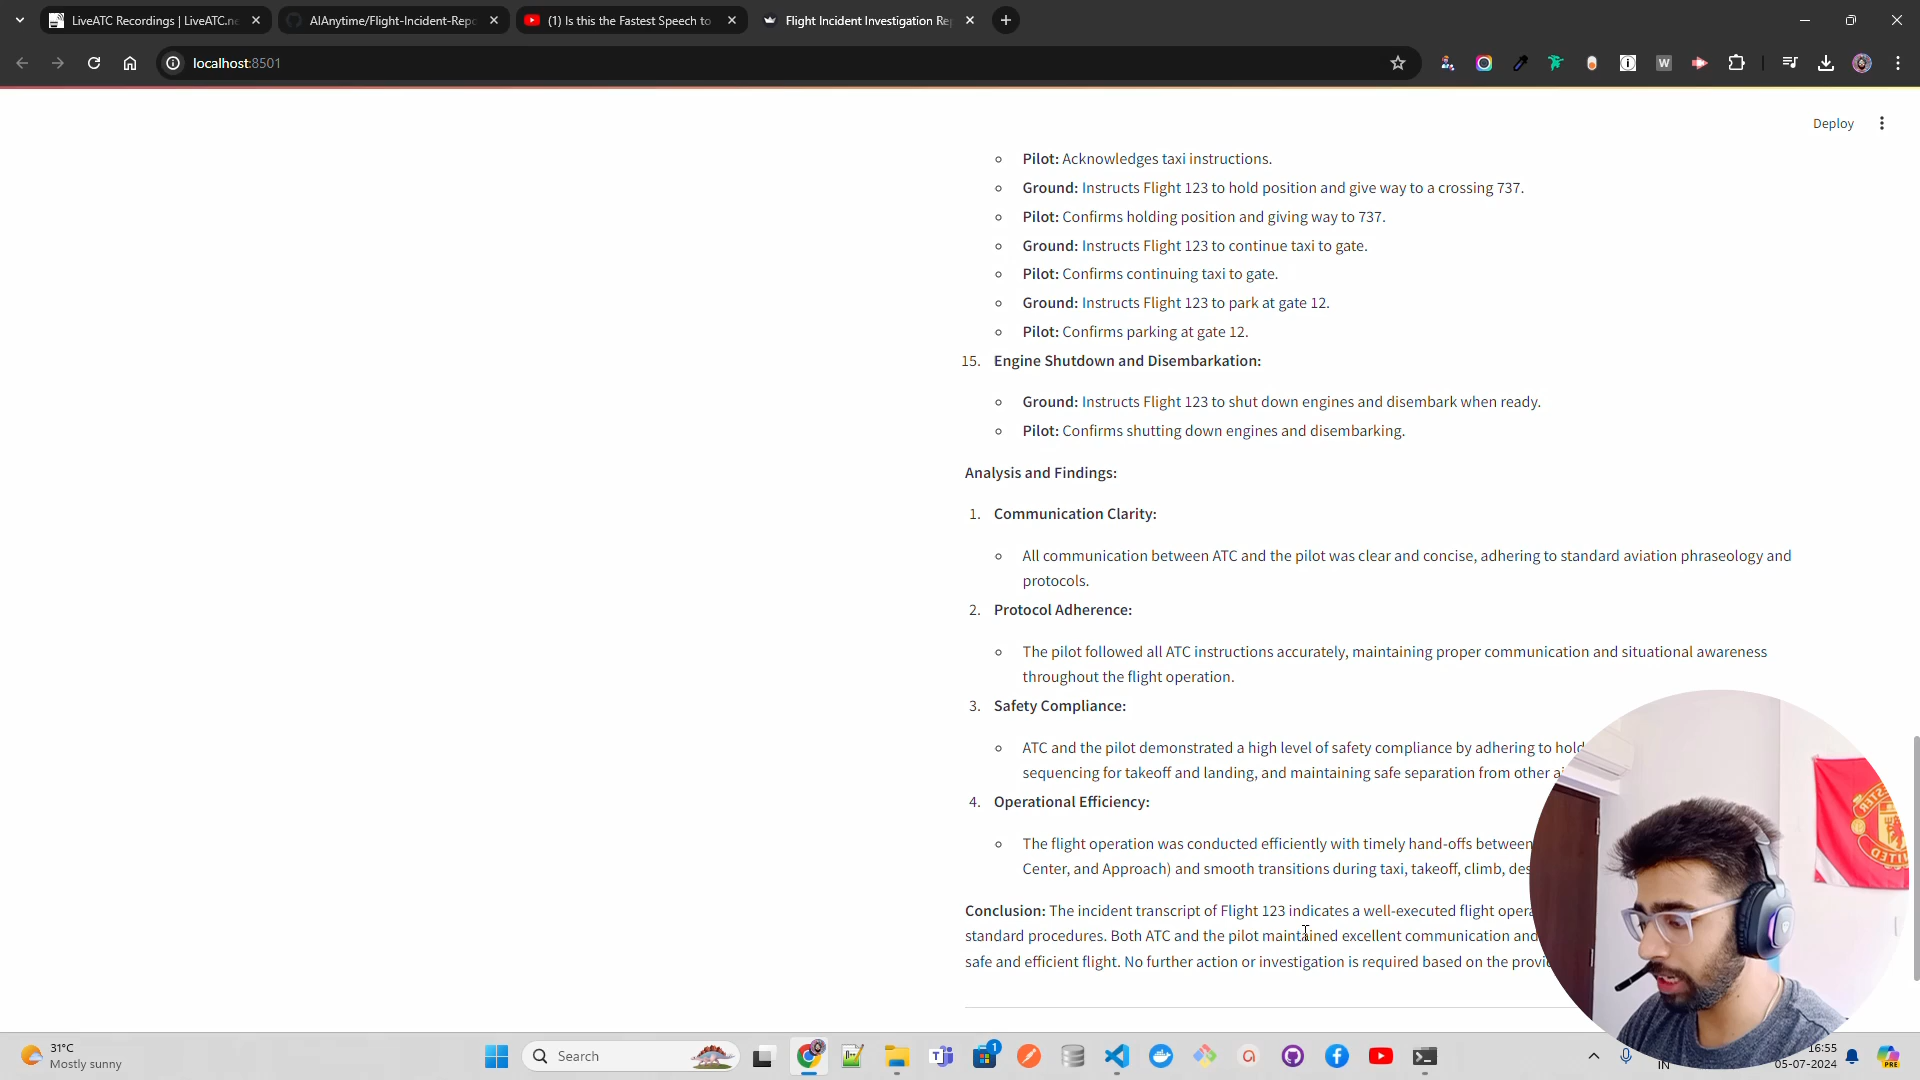 LiveATC Recordings | LiveATC.ne
AIAnytime/Flight-Incident-Repo
(1) Is this the Fastest Speech to
Flight Incident Investigation Re
localhost:8501
Deploy
Pilot: Acknowledges taxi instructions.
Ground: Instructs Flight 123 to hold position and give way to a crossing 737.
Pilot: Confirms holding position and giving way to 737.
Ground: Instructs Flight 123 to continue taxi to gate.
Pilot: Confirms continuing taxi to gate.
Ground: Instructs Flight 123 to park at gate 12.
Pilot: Confirms parking at gate 12.
15. Engine Shutdown and Disembarkation:
Ground: Instructs Flight 123 to shut down engines and disembark when ready.
Pilot: Confirms shutting down engines and disembarking.
Analysis and Findings:
1. Communication Clarity:
All communication between ATC and the pilot was clear and concise, adhering to standard aviation phraseology and
protocols.
2. Protocol Adherence:
The pilot followed all ATC instructions accurately, maintaining proper communication and situational awareness
throughout the flight operation.
3. Safety Compliance:
ATC and the pilot demonstrated a high level of safety compliance by adhering to hold
sequencing for takeoff and landing, and maintaining safe separation from other
4. Operational Efficiency:
The flight operation was conducted efficiently with timely hand-offs between
Center, and Approach) and smooth transitions during taxi, takeoff, climb,
Conclusion: The incident transcript of Flight 123 indicates a well-executed flight
standard procedures. Both ATC and the pilot maintained excellent communication and
safe and efficient flight. No further action or investigation is required based on the
31°C
Mostly sunny
Search
1
IN
16:55
05-07-2024